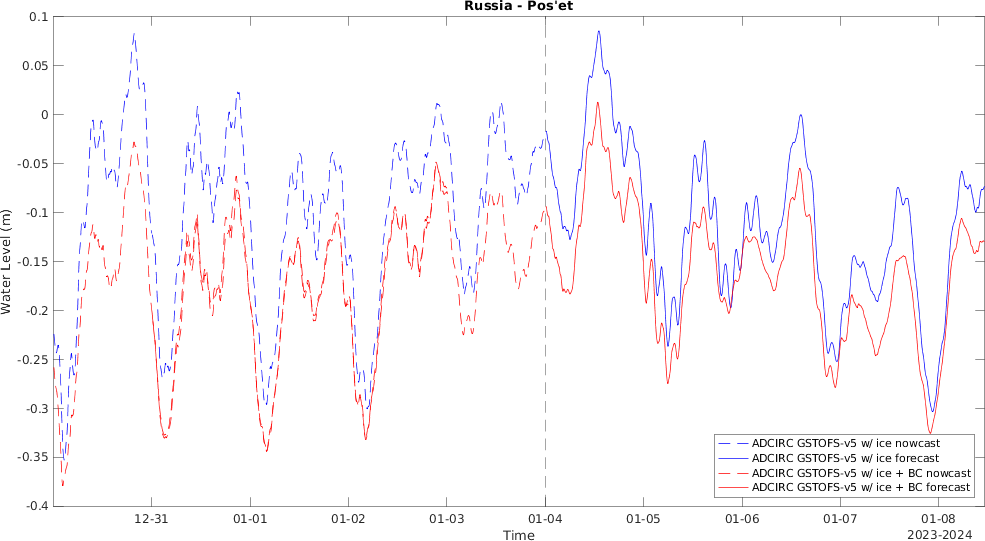 Russia - Pos'et
0.1
0.05
0
-0.05
-0.1
-0.15
-0.2
-0.25
-0.3
-0.35
-0.4
Water Level (m)
ADCIRC GSTOFS-v5 w/ ice nowcast
ADCIRC GSTOFS-v5 w/ ice forecast
ADCIRC GSTOFS-v5 w/ ice + BC nowcast
ADCIRC GSTOFS-v5 w/ ice + BC forecast
12-31 01-01 01-02 01-03 01-04 01-05 01-06 01-07 01-08
Time
2023-2024